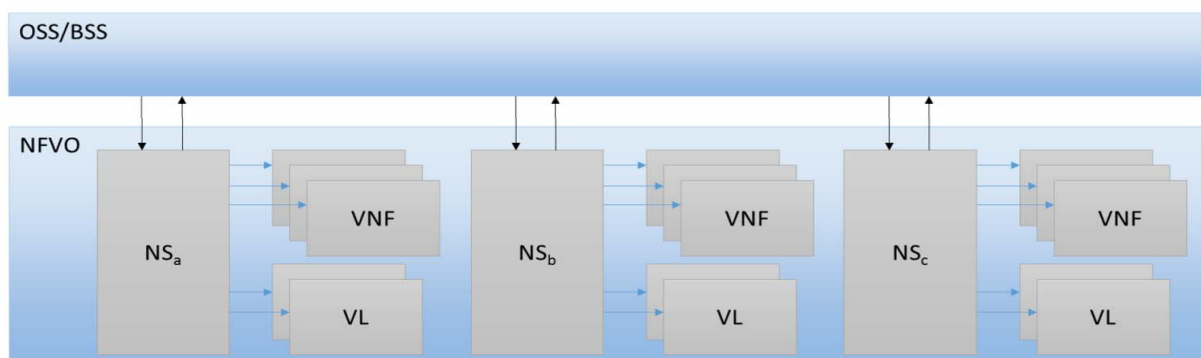 OSS/BSS
NFVO
NSa
VNF
VL
NSb
VNF
VL
NSc
VNF
VL